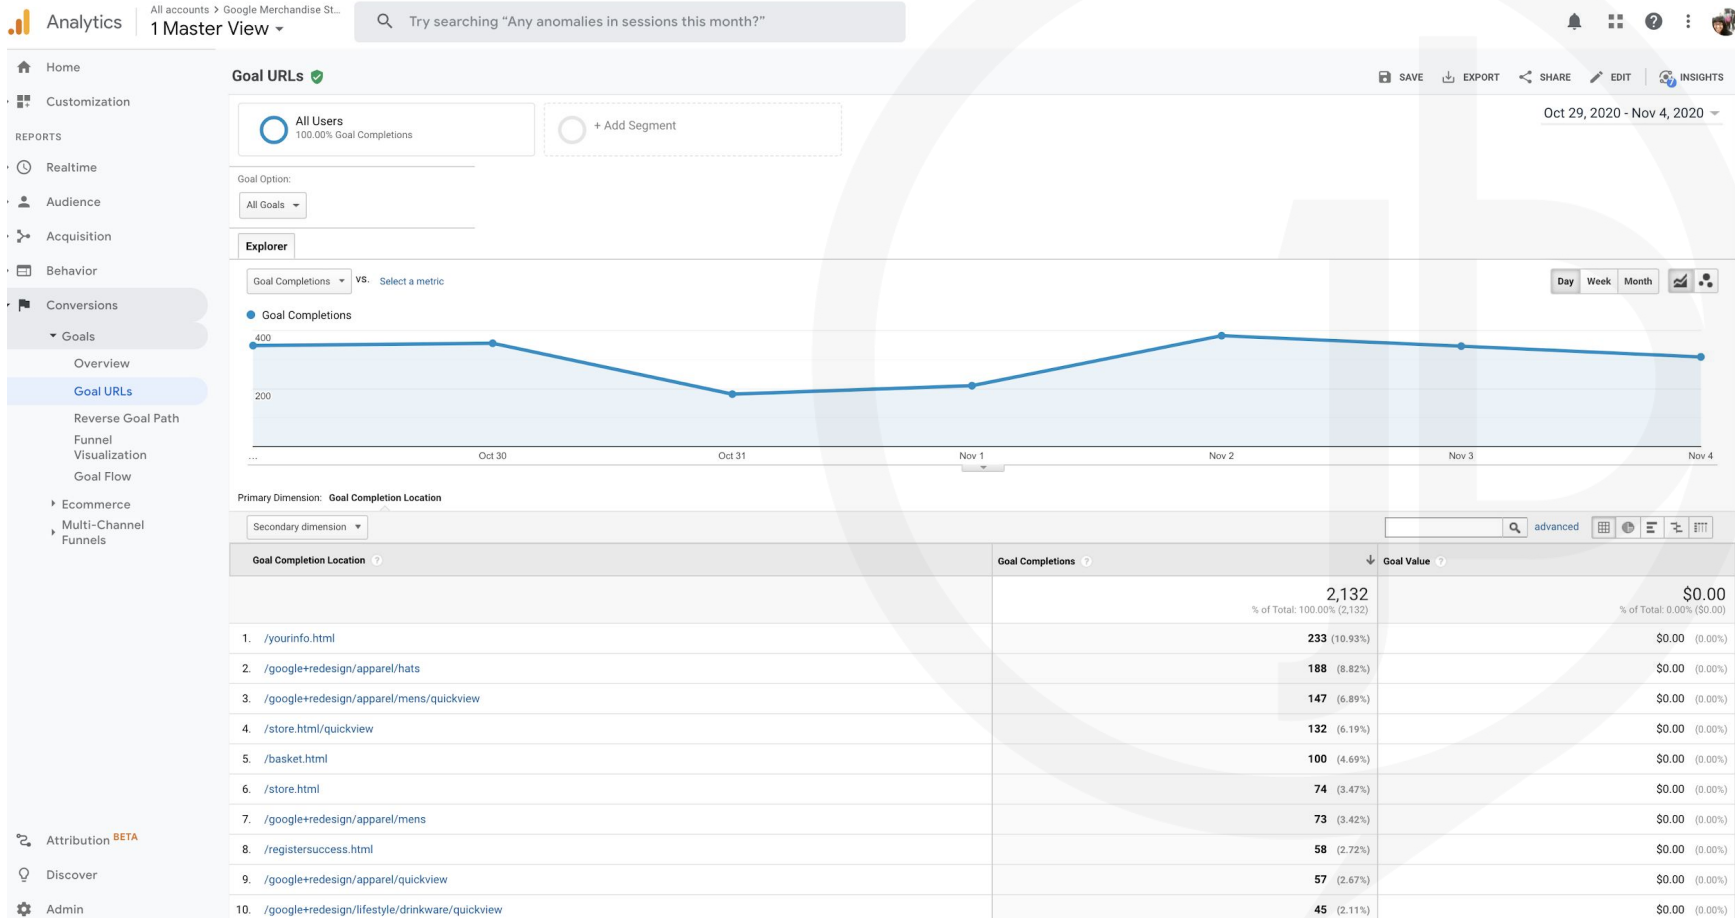 Analytics
All accounts > Google Merchandise St...
1 Master View
Try searching “Any anomalies in sessions this month?”
Home
Customization
REPORTS
Realtime
Audience
Acquisition
Behavior
Conversions
Goals
Overview
Goal URLs
Reverse Goal Path
Funnel
Visualization
Goal Flow
Ecommerce
Multi-Channel
Funnels
Attribution BETA
Discover
Admin
Goal URLs
SAVE
EXPORT
SHARE
EDIT
7
INSIGHTS
All Users
100.00% Goal Completions
+ Add Segment
Oct 29, 2020 - Nov 4, 2020
Goal Option:
All Goals
Explorer
Goal Completions VS. Select a metric
Day Week Month
Goal Completions
400
200
... Oct 30 Oct 31 Nov 1 Nov 2 Nov 3 Nov 4
Primary Dimension: Goal Completion Location
Secondary dimension
advanced
Goal Completion Location ? Goal Completions ? Goal Value ?
2,132 $0.00
% of Total: 100.00% (2,132) % of Total: 0.00% ($0.00)
1. /yourinfo.html 233 (10.93%) $0.00 (0.00%)
2. /google+redesign/apparel/hats 188 (8.82%) $0.00 (0.00%)
3. /google+redesign/apparel/mens/quickview 147 (6.89%) $0.00 (0.00%)
4. /store.html/quickview 132 (6.19%) $0.00 (0.00%)
5. /basket.html 100 (4.69%) $0.00 (0.00%)
6. /store.html 74 (3.47%) $0.00 (0.00%)
7. /google+redesign/apparel/mens 73 (3.42%) $0.00 (0.00%)
8. /registersuccess.html 58 (2.72%) $0.00 (0.00%)
9. /google+redesign/apparel/quickview 57 (2.67%) $0.00 (0.00%)
10. /google+redesign/lifestyle/drinkware/quickview 45 (2.11%) $0.00 (0.00%)